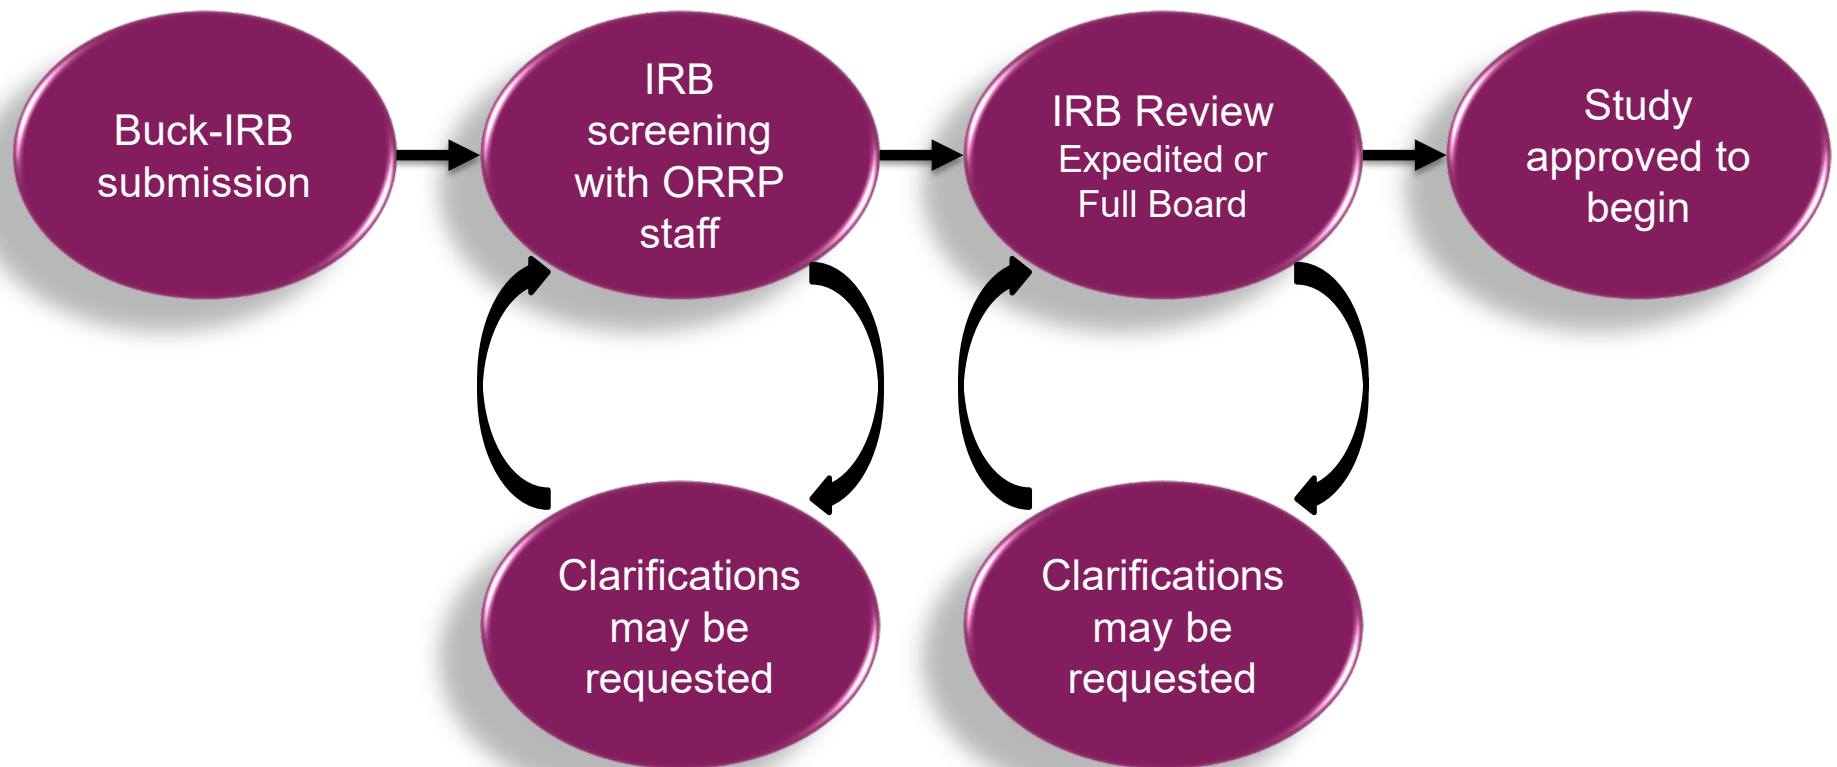 Buck-IRB
submission
IRB
screening
with ORRP
staff
IRB Review
Expedited or
Full Board
Study
approved to
begin
Clarifications
may be
requested
Clarifications
may be
requested